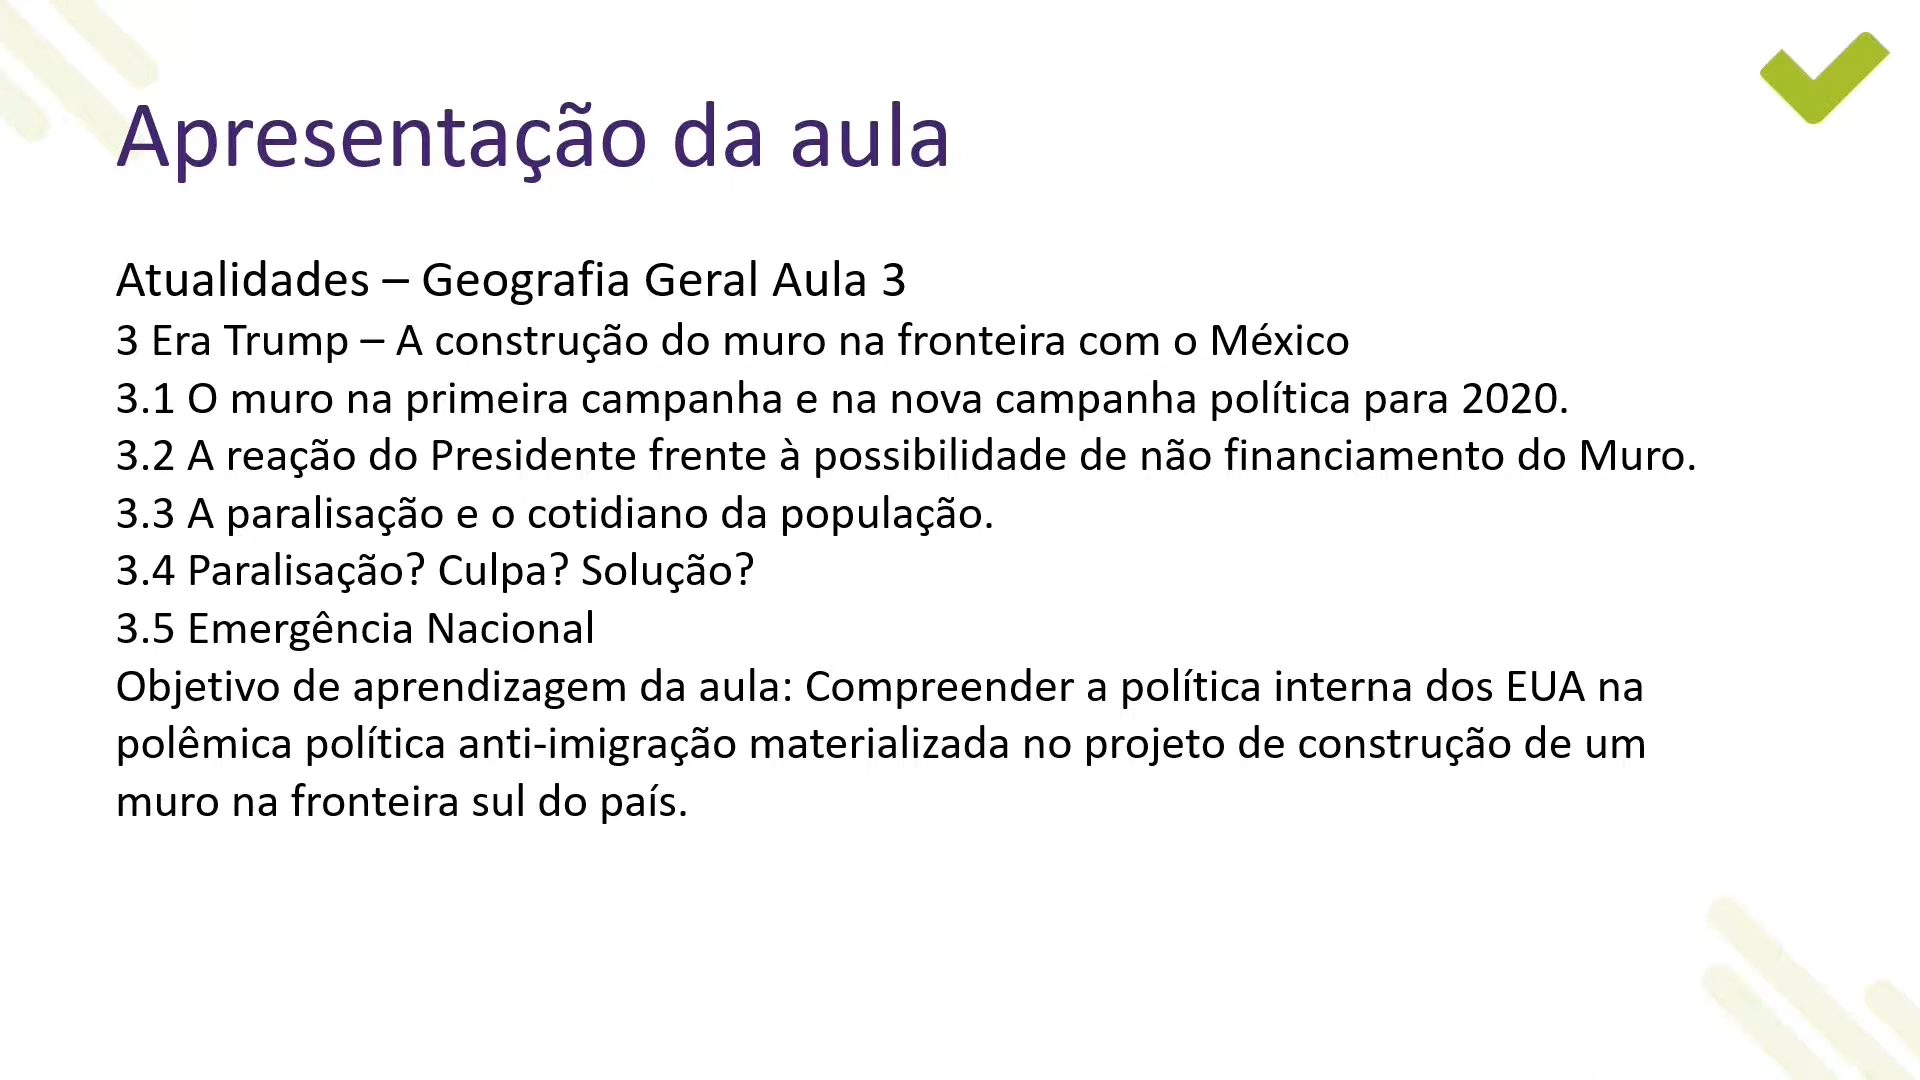 Apresentação da aula
Atualidades – Geografia Geral Aula 3
3 Era Trump – A construção do muro na fronteira com o México
3.1 O muro na primeira campanha e na nova campanha política para 2020.
3.2 A reação do Presidente frente à possibilidade de não financiamento do Muro.
3.3 A paralisação e o cotidiano da população.
3.4 Paralisação? Culpa? Solução?
3.5 Emergência Nacional
Objetivo de aprendizagem da aula: Compreender a política interna dos EUA na
polêmica política anti-imigração materializada no projeto de construção de um
muro na fronteira sul do país.